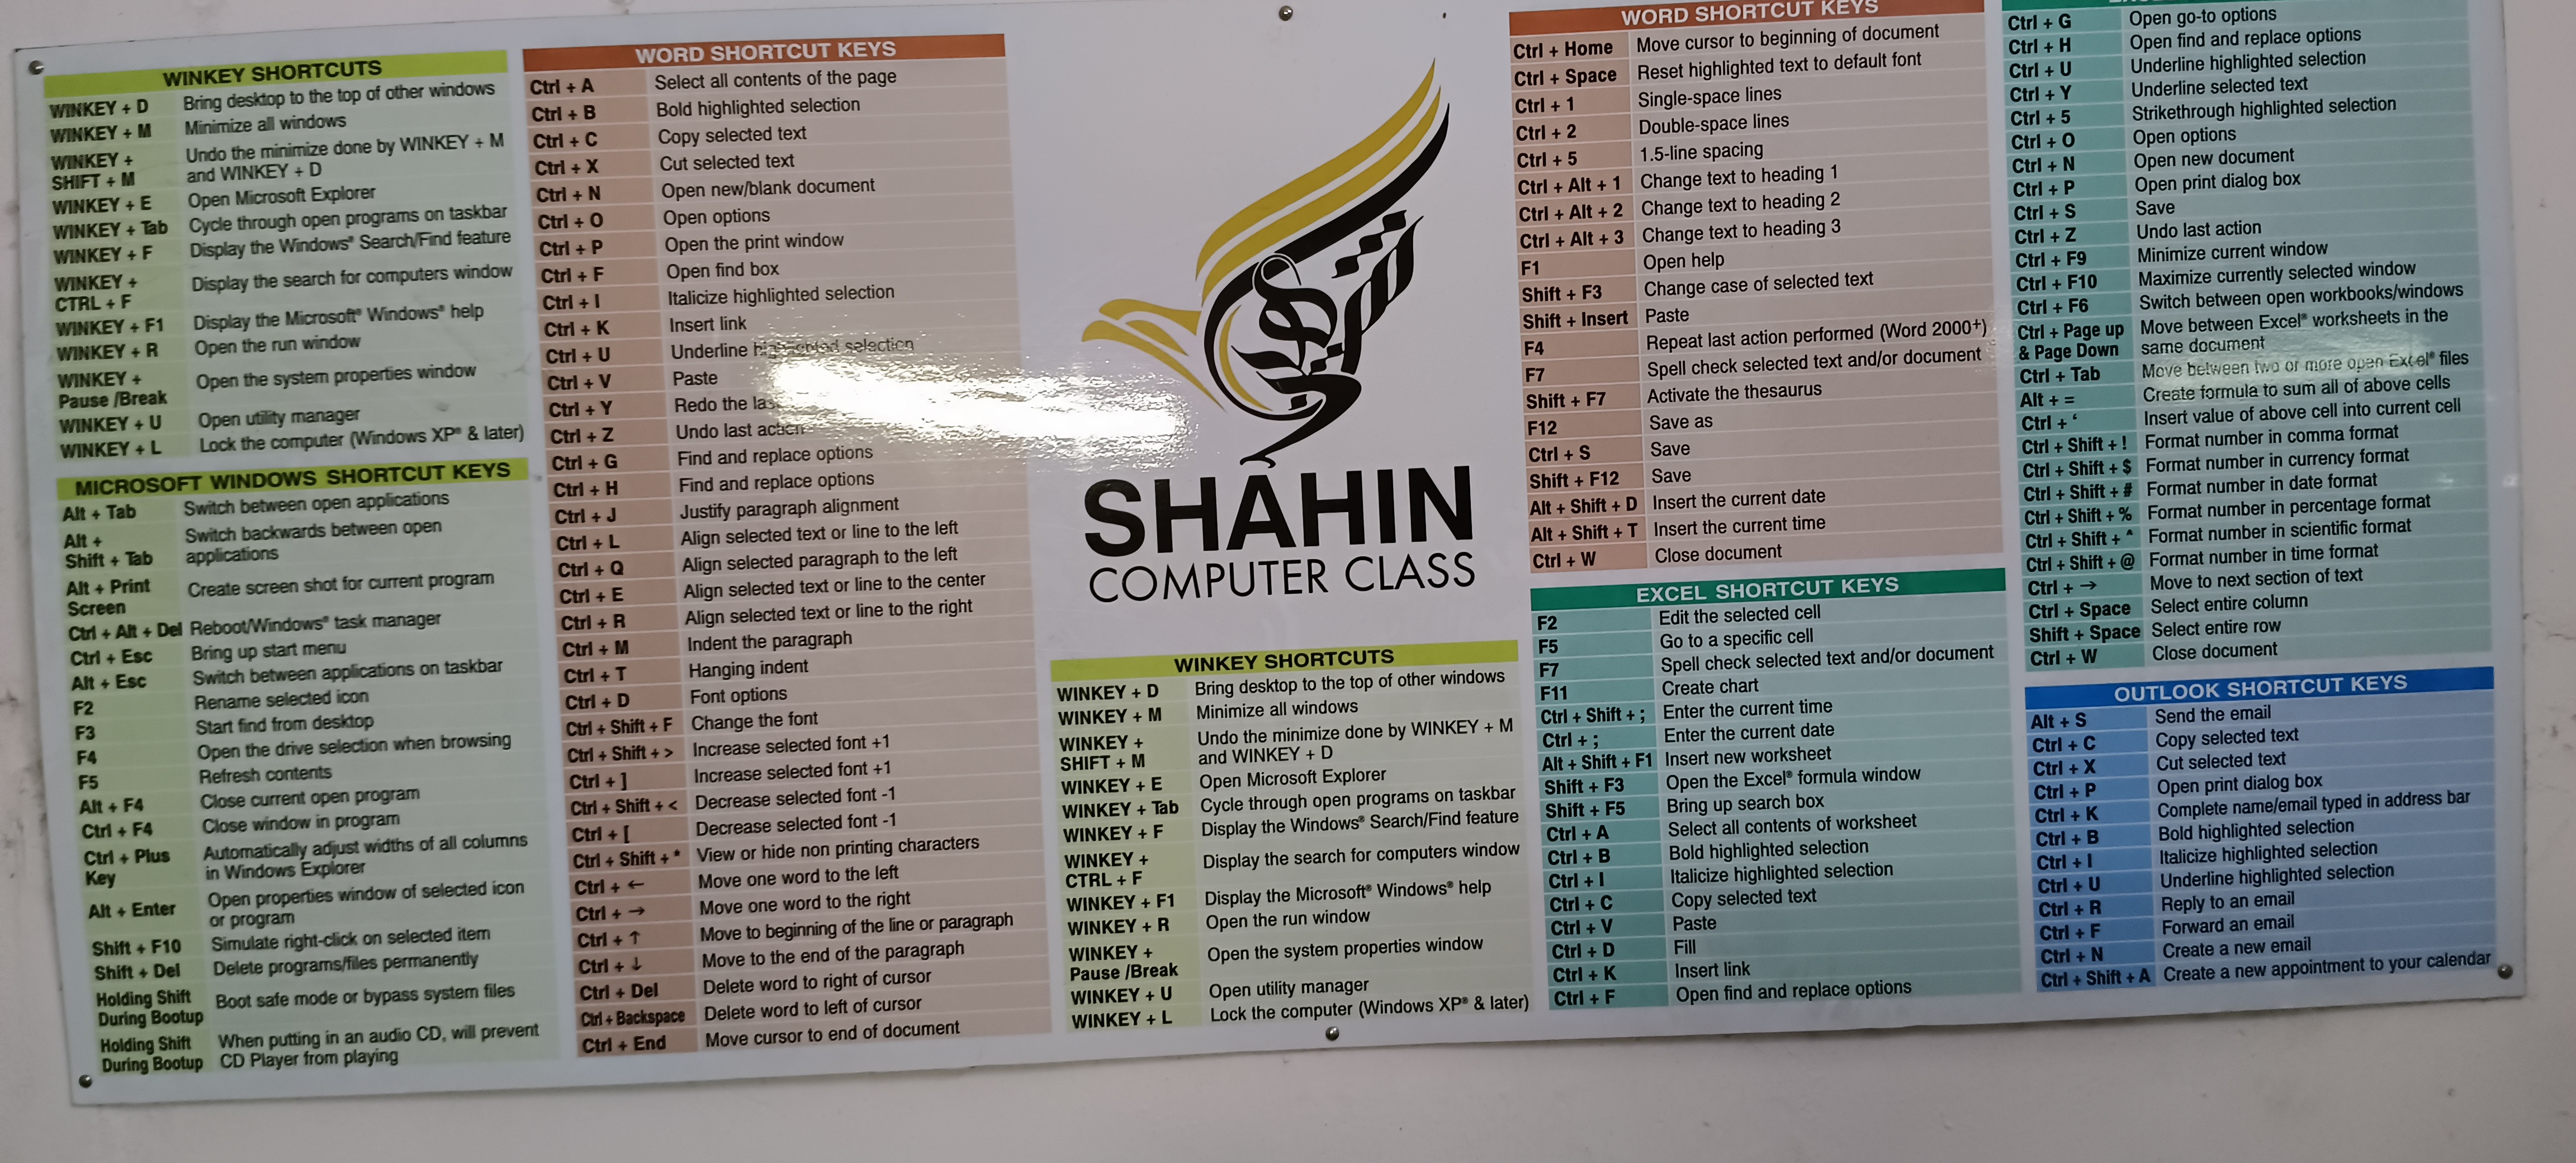 WINKEY SHORTCUTS
WINKEY + D Bring desktop to the top of other windows
WINKEY + M Minimize all windows
WINKEY + Undo the minimize done by WINKEY + M
SHIFT + M and WINKEY + D
WINKEY + E Open Microsoft Explorer
WINKEY + Tab Cycle through open programs on taskbar
WINKEY + F Display the Windows® Search/Find feature
WINKEY + Display the search for computers window
CTRL + F
WINKEY + F1 Display the Microsoft® Windows® help
WINKEY + R Open the run window
WINKEY + Open the system properties window
Pause /Break
WINKEY + U Open utility manager
WINKEY + L Lock the computer (Windows XP® & later)
MICROSOFT WINDOWS SHORTCUT KEYS
Alt + Tab Switch between open applications
Alt + Switch backwards between open
Shift + Tab applications
Alt + Print Create screen shot for current program
Screen
Ctrl + Alt + Del Reboot/Windows® task manager
Ctrl + Esc Bring up start menu
Alt + Esc Switch between applications on taskbar
F2 Rename selected icon
F3 Start find from desktop
F4 Open the drive selection when browsing
F5 Refresh contents
Alt + F4 Close current open program
Ctrl + F4 Close window in program
Ctrl + Plus Automatically adjust widths of all columns
Key in Windows Explorer
Alt + Enter Open properties window of selected icon
or program
Shift + F10 Simulate right-click on selected item
Shift + Del Delete programs/files permanently
Holding Shift Boot safe mode or bypass system files
During Bootup
Holding Shift When putting in an audio CD, will prevent
During Bootup CD Player from playing
WORD SHORTCUT KEYS
Ctrl + A Select all contents of the page
Ctrl + B Bold highlighted selection
Ctrl + C Copy selected text
Ctrl + X Cut selected text
Ctrl + N Open new/blank document
Ctrl + O Open options
Ctrl + P Open the print window
Ctrl + F Open find box
Ctrl + I Italicize highlighted selection
Ctrl + K Insert link
Ctrl + U Underline highlighted selection
Ctrl + V Paste
Ctrl + Y Redo the
Ctrl + Z Undo last action
Ctrl + G Find and replace options
Ctrl + H Find and replace options
Ctrl + J Justify paragraph alignment
Ctrl + L Align selected text or line to the left
Ctrl + Q Align selected paragraph to the left
Ctrl + E Align selected text or line to the center
Ctrl + R Align selected text or line to the right
Ctrl + M Indent the paragraph
Ctrl + T Hanging indent
Ctrl + D Font options
Ctrl + Shift + F Change the font
Ctrl + Shift + > Increase selected font +1
Ctrl + ] Increase selected font +1
Ctrl + Shift + < Decrease selected font -1
Ctrl + [ Decrease selected font -1
Ctrl + Shift + * View or hide non printing characters
Ctrl + ← Move one word to the left
Ctrl + → Move one word to the right
Ctrl + ↑ Move to beginning of the line or paragraph
Ctrl + ↓ Move to the end of the paragraph
Ctrl + Del Delete word to right of cursor
Ctrl + Backspace Delete word to left of cursor
Ctrl + End Move cursor to end of document
SHAHIN
COMPUTER CLASS
WINKEY SHORTCUTS
WINKEY + D Bring desktop to the top of other windows
WINKEY + M Minimize all windows
WINKEY + Undo the minimize done by WINKEY + M
SHIFT + M and WINKEY + D
WINKEY + E Open Microsoft Explorer
WINKEY + Tab Cycle through open programs on taskbar
WINKEY + F Display the Windows® Search/Find feature
WINKEY + Display the search for computers window
CTRL + F
WINKEY + F1 Display the Microsoft® Windows® help
WINKEY + R Open the run window
WINKEY + Open the system properties window
Pause /Break
WINKEY + U Open utility manager
WINKEY + L Lock the computer (Windows XP® & later)
WORD SHORTCUT KEYS
Ctrl + Home Move cursor to beginning of document
Ctrl + Space Reset highlighted text to default font
Ctrl + 1 Single-space lines
Ctrl + 2 Double-space lines
Ctrl + 5 1.5-line spacing
Ctrl + Alt + 1 Change text to heading 1
Ctrl + Alt + 2 Change text to heading 2
Ctrl + Alt + 3 Change text to heading 3
F1 Open help
Shift + F3 Change case of selected text
Shift + Insert Paste
F4 Repeat last action performed (Word 2000+)
F7 Spell check selected text and/or document
Shift + F7 Activate the thesaurus
F12 Save as
Ctrl + S Save
Shift + F12 Save
Alt + Shift + D Insert the current date
Alt + Shift + T Insert the current time
Ctrl + W Close document
EXCEL SHORTCUT KEYS
F2 Edit the selected cell
F5 Go to a specific cell
F7 Spell check selected text and/or document
F11 Create chart
Ctrl + Shift + ; Enter the current time
Ctrl + ; Enter the current date
Alt + Shift + F1 Insert new worksheet
Shift + F3 Open the Excel® formula window
Shift + F5 Bring up search box
Ctrl + A Select all contents of worksheet
Ctrl + B Bold highlighted selection
Ctrl + I Italicize highlighted selection
Ctrl + C Copy selected text
Ctrl + V Paste
Ctrl + D Fill
Ctrl + K Insert link
Ctrl + F Open find and replace options
Ctrl + G Open go-to options
Ctrl + H Open find and replace options
Ctrl + U Underline highlighted selection
Ctrl + Y Underline selected text
Ctrl + 5 Strikethrough highlighted selection
Ctrl + O Open options
Ctrl + N Open new document
Ctrl + P Open print dialog box
Ctrl + S Save
Ctrl + Z Undo last action
Ctrl + F9 Minimize current window
Ctrl + F10 Maximize currently selected window
Ctrl + F6 Switch between open workbooks/windows
Ctrl + Page up Move between Excel® worksheets in the
& Page Down same document
Ctrl + Tab Move between two or more open Excel® files
Alt + = Create formula to sum all of above cells
Ctrl + ‘ Insert value of above cell into current cell
Ctrl + Shift + ! Format number in comma format
Ctrl + Shift + $ Format number in currency format
Ctrl + Shift + # Format number in date format
Ctrl + Shift + % Format number in percentage format
Ctrl + Shift + ^ Format number in scientific format
Ctrl + Shift + @ Format number in time format
Ctrl + → Move to next section of text
Ctrl + Space Select entire column
Shift + Space Select entire row
Ctrl + W Close document
OUTLOOK SHORTCUT KEYS
Alt + S Send the email
Ctrl + C Copy selected text
Ctrl + X Cut selected text
Ctrl + P Open print dialog box
Ctrl + K Complete name/email typed in address bar
Ctrl + B Bold highlighted selection
Ctrl + I Italicize highlighted selection
Ctrl + U Underline highlighted selection
Ctrl + R Reply to an email
Ctrl + F Forward an email
Ctrl + N Create a new email
Ctrl + Shift + A Create a new appointment to your calendar